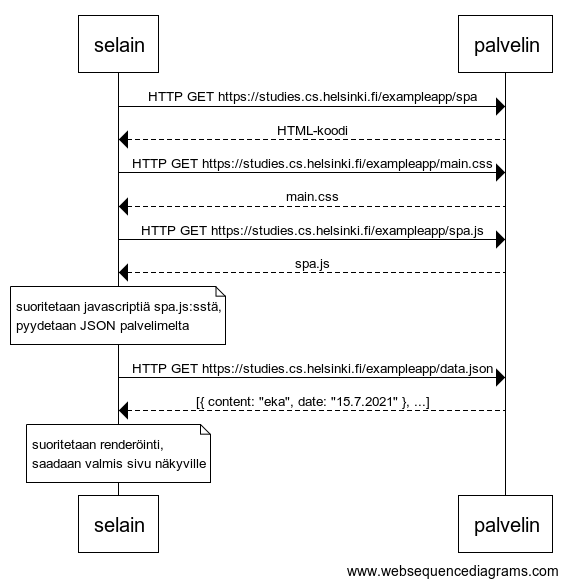 selain
palvelin
HTTP GET https://studies.cs.helsinki.fi/exampleapp/spa
HTML-koodi
HTTP GET https://studies.cs.helsinki.fi/exampleapp/main.css
main.css
HTTP GET https://studies.cs.helsinki.fi/exampleapp/spa.js
spa.js
suoritetaan javascriptiä spa.js:sstä,
pyydetaan JSON palvelimelta
HTTP GET https://studies.cs.helsinki.fi/exampleapp/data.json
[{ content: "eka", date: "15.7.2021" }, ...]
suoritetaan renderöinti,
saadaan valmis sivu näkyville
selain
palvelin
www.websequencediagrams.com